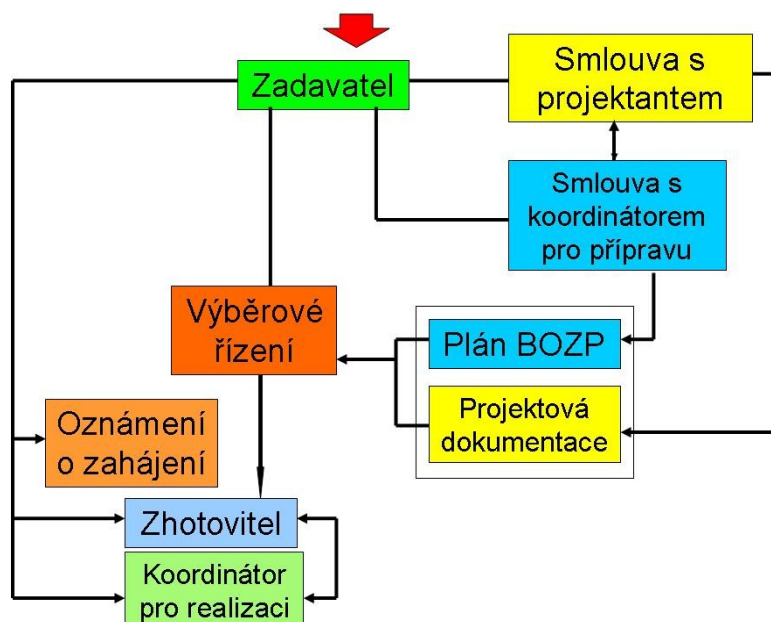 Zadavatel
Smlouva s
projektantem
Smlouva s
koordinátorem
pro přípravu
Výběrové
řízení
Plán BOZP
Projektová
dokumentace
Oznámení
o zahájení
Zhotovitel
Koordinátor
pro realizaci